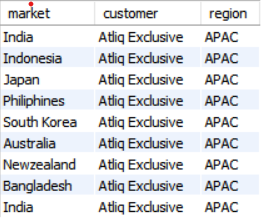 market customer region
India Atliq Exclusive APAC
Indonesia Atliq Exclusive APAC
Japan Atliq Exclusive APAC
Philiphines Atliq Exclusive APAC
South Korea Atliq Exclusive APAC
Australia Atliq Exclusive APAC
Newzealand Atliq Exclusive APAC
Bangladesh Atliq Exclusive APAC
India Atliq Exclusive APAC